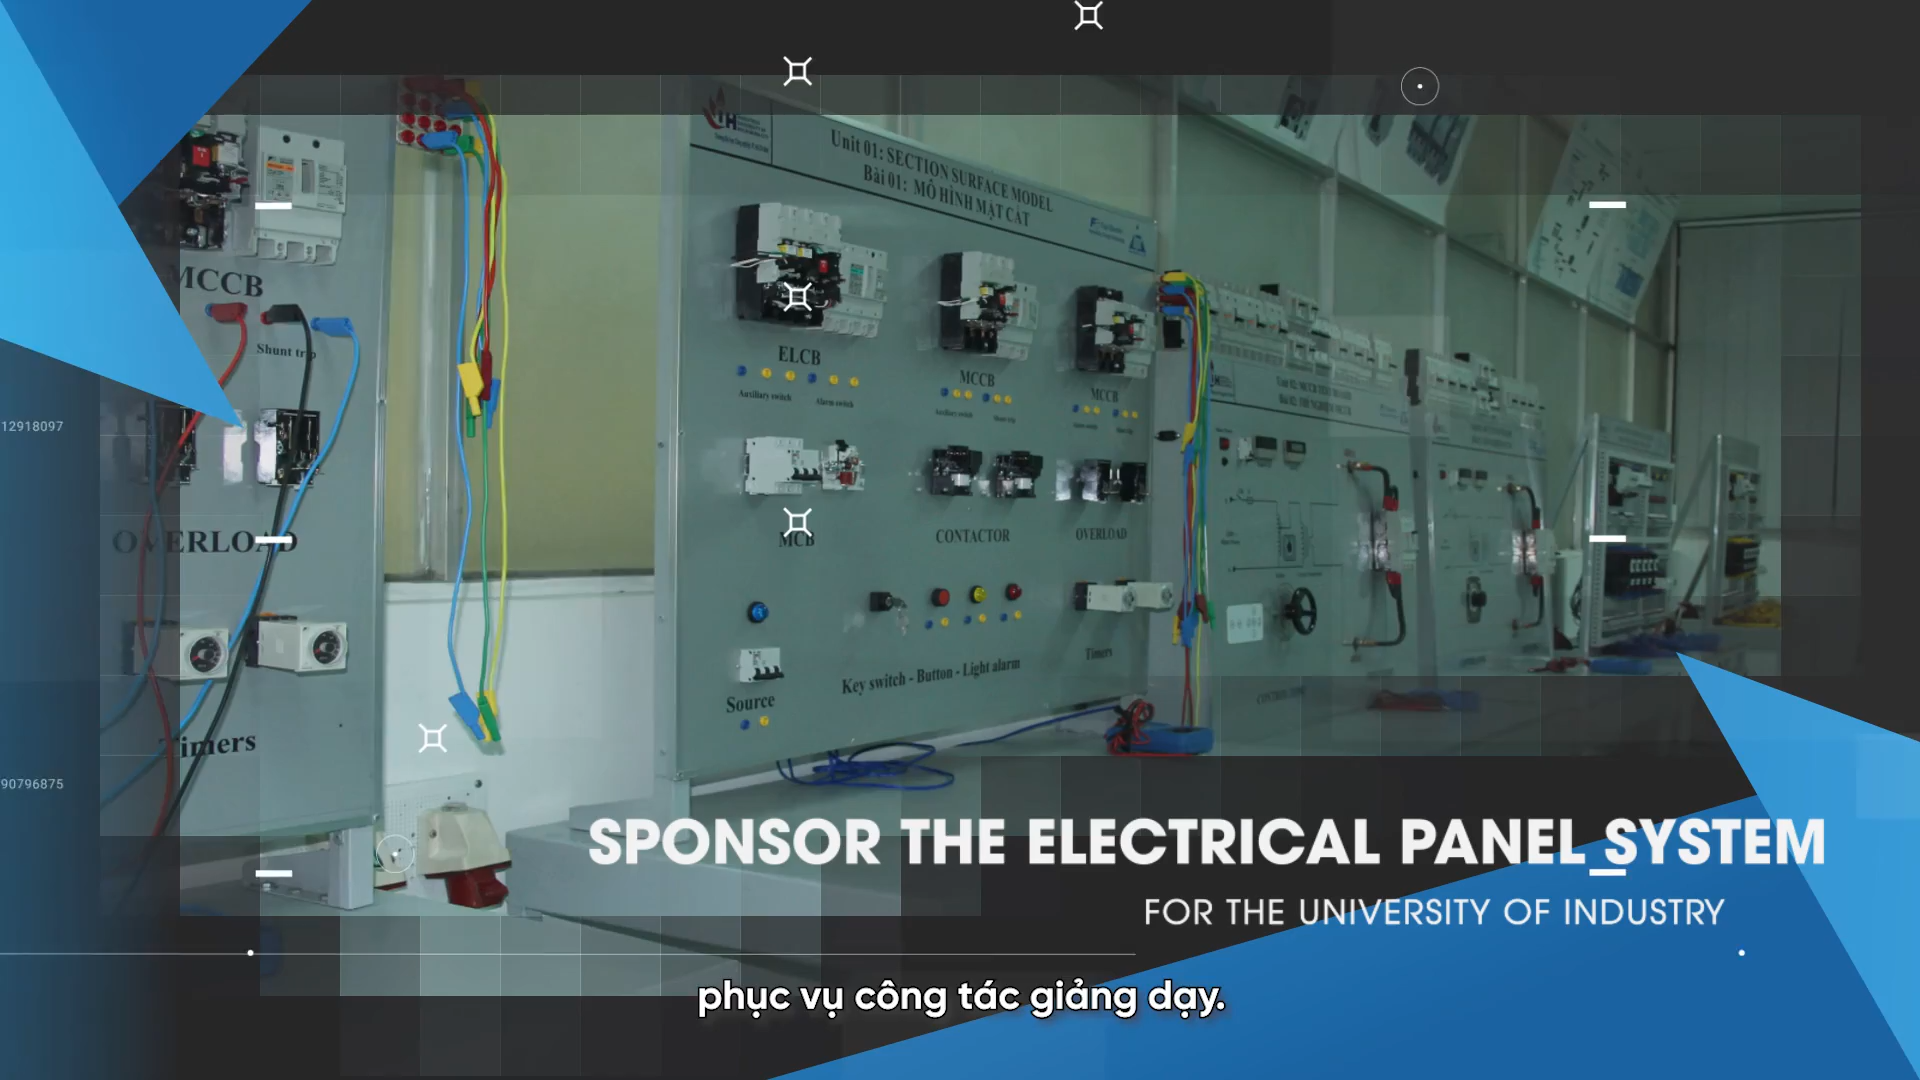 Unit 01: SECTION SURFACE MODEL
Bài 01: MÔ HÌNH MẶT CẮT
MCCB
Shunt trip
OVERLOAD
Timers
ELCB
Auxiliary switch
Alarm switch
MCCB
MCCB
MCB
CONTACTOR
OVERLOAD
Source
Key switch - Button - Light alarm
Timers
12918097
90796875
SPONSOR THE ELECTRICAL PANEL SYSTEM
FOR THE UNIVERSITY OF INDUSTRY
phục vụ công tác giảng dạy.